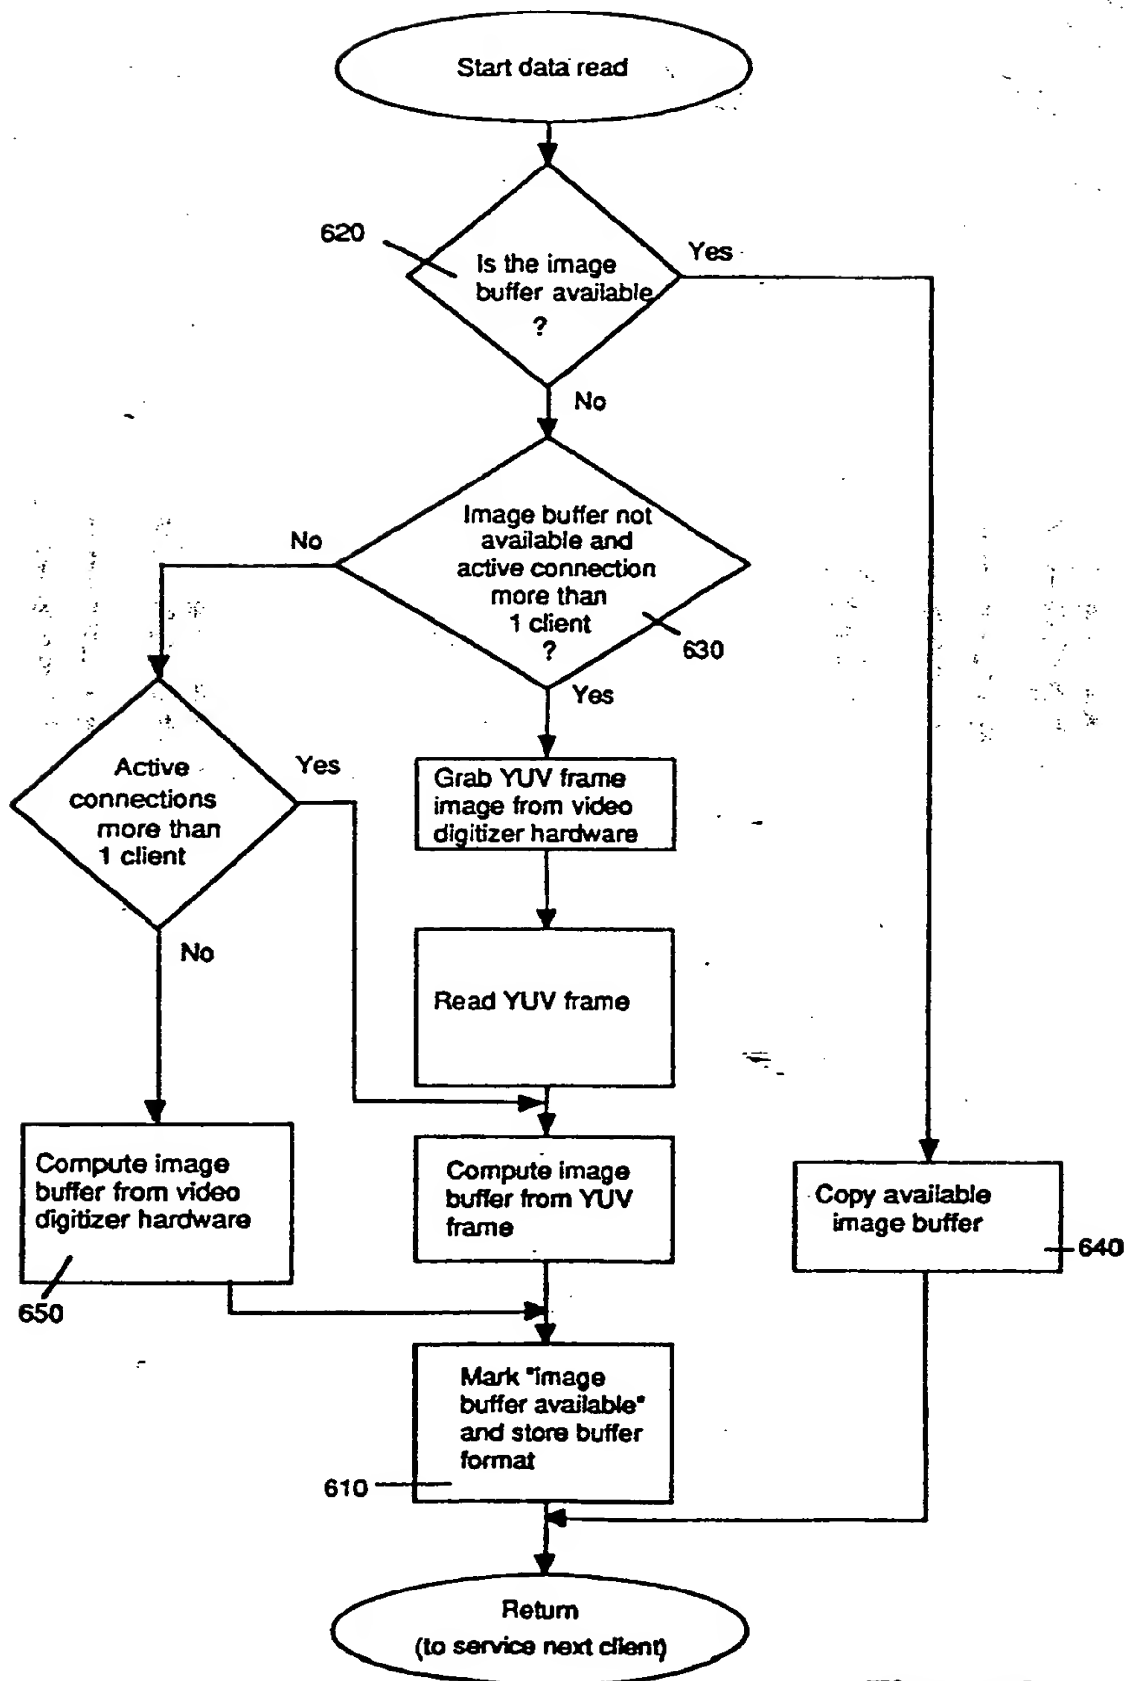 Start data read
620
Yes
Is the image
buffer available
?
No
Image buffer not
available and
active connection
more than
1 client
?
No
630
Yes
Active
connections
more than
1 client
Yes
No
Grab YUV frame
image from video
digitizer hardware
Read YUV frame
Compute image
buffer from video
digitizer hardware
650
Compute image
buffer from YUV
frame
Copy available
image buffer
640
Mark "image
buffer available"
and store buffer
format
610
Return
(to service next client)